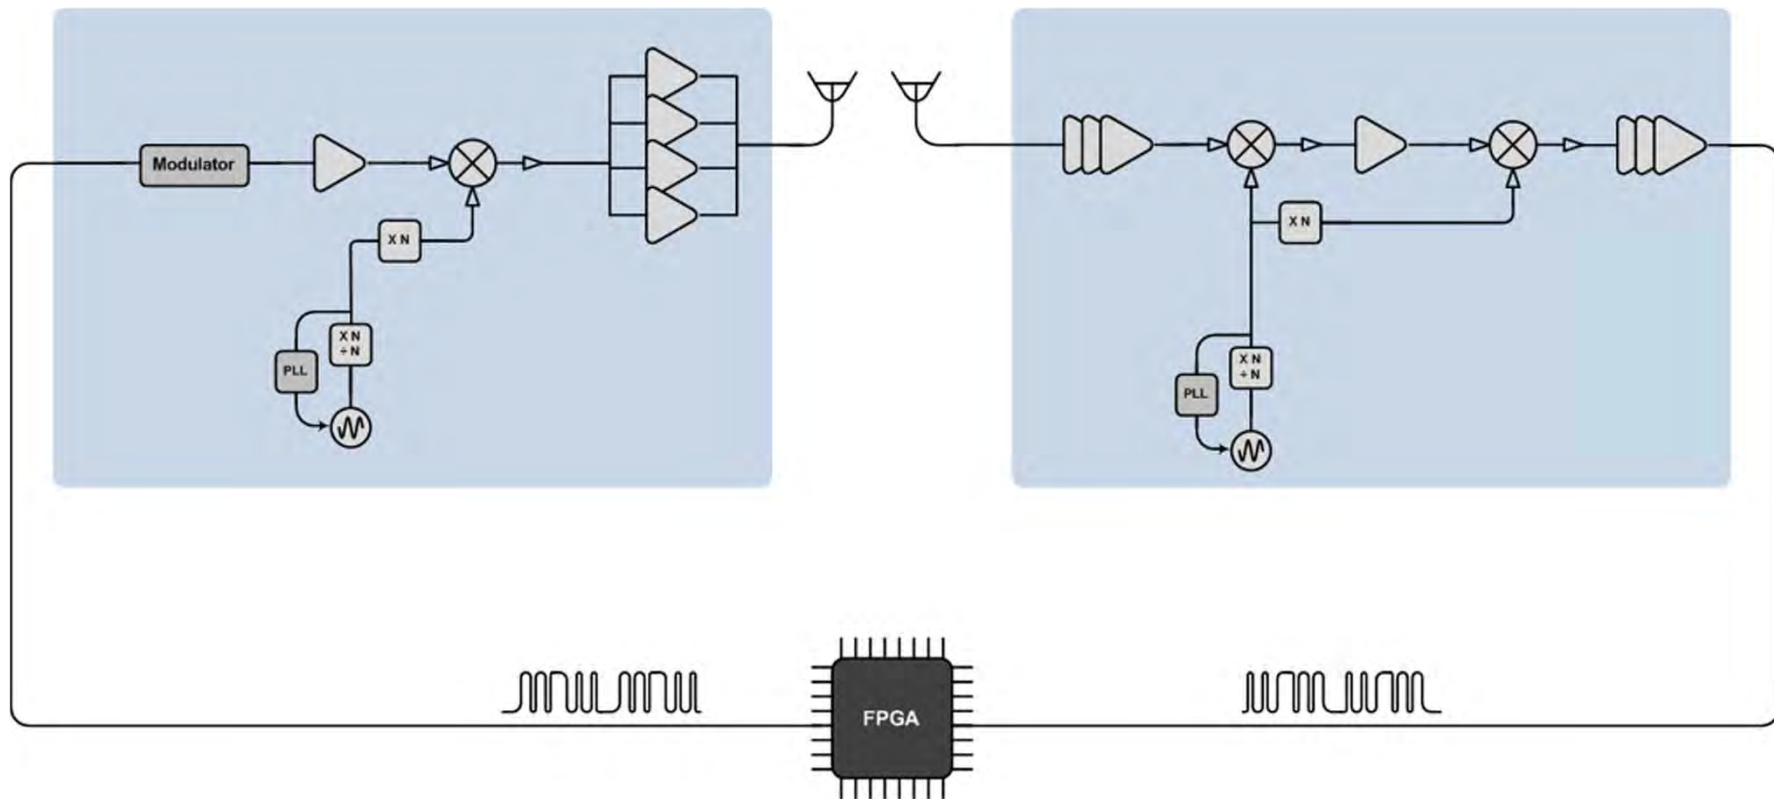 Modulator
X N
X N
÷ N
PLL
X N
X N
÷ N
PLL
FPGA